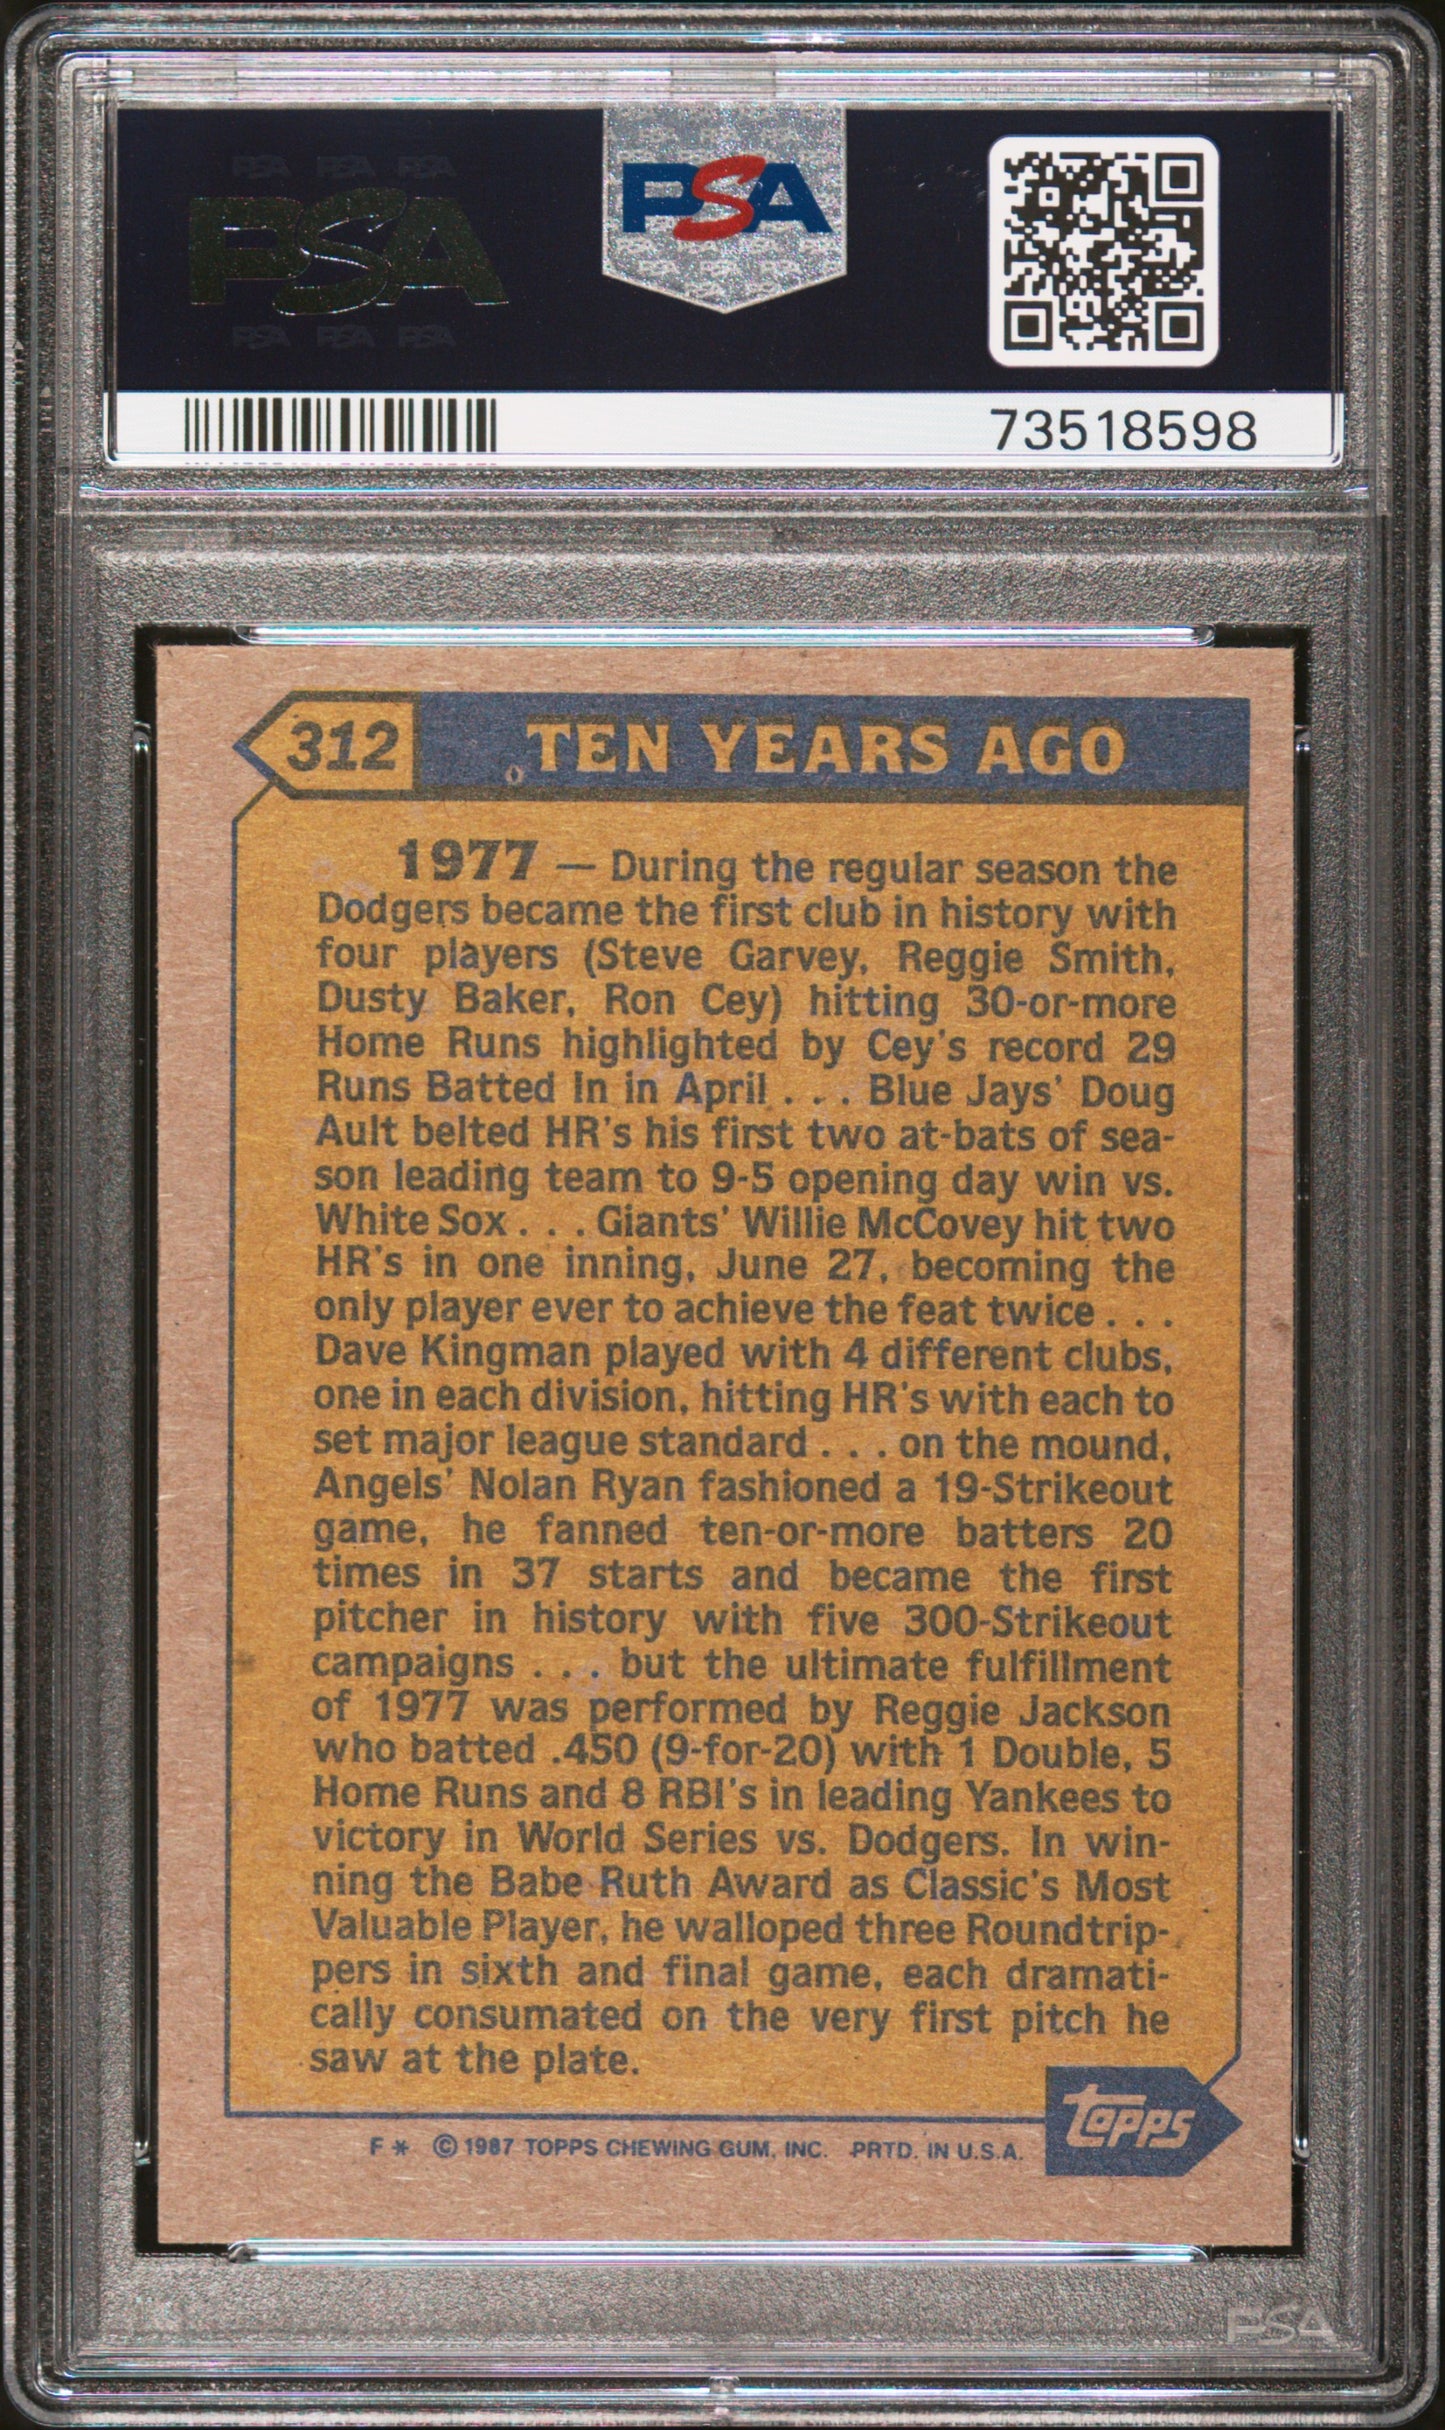 PSA PSA PSA
PSA
PSA PSA PSA
PSA
73518598
312 TEN YEARS AGO
1977 — During the regular season the
Dodgers became the first club in history with
four players (Steve Garvey, Reggie Smith,
Dusty Baker, Ron Cey) hitting 30-or-more
Home Runs highlighted by Cey's record 29
Runs Batted In in April . . . Blue Jays' Doug
Ault belted HR's his first two at-bats of sea-
son leading team to 9-5 opening day win vs.
White Sox . . . Giants' Willie McCovey hit two
HR's in one inning, June 27, becoming the
only player ever to achieve the feat twice . . .
Dave Kingman played with 4 different clubs,
one in each division, hitting HR's with each to
set major league standard . . . on the mound,
Angels' Nolan Ryan fashioned a 19-Strikeout
game, he fanned ten-or-more batters 20
times in 37 starts and became the first
pitcher in history with five 300-Strikeout
campaigns . . . but the ultimate fulfillment
of 1977 was performed by Reggie Jackson
who batted .450 (9-for-20) with 1 Double, 5
Home Runs and 8 RBI's in leading Yankees to
victory in World Series vs. Dodgers. In win-
ning the Babe Ruth Award as Classic's Most
Valuable Player, he walloped three Roundtrip-
pers in sixth and final game, each dramati-
cally consumated on the very first pitch he
saw at the plate.
topps
F * © 1987 TOPPS CHEWING GUM, INC. PRTD. IN U.S.A.
PSA